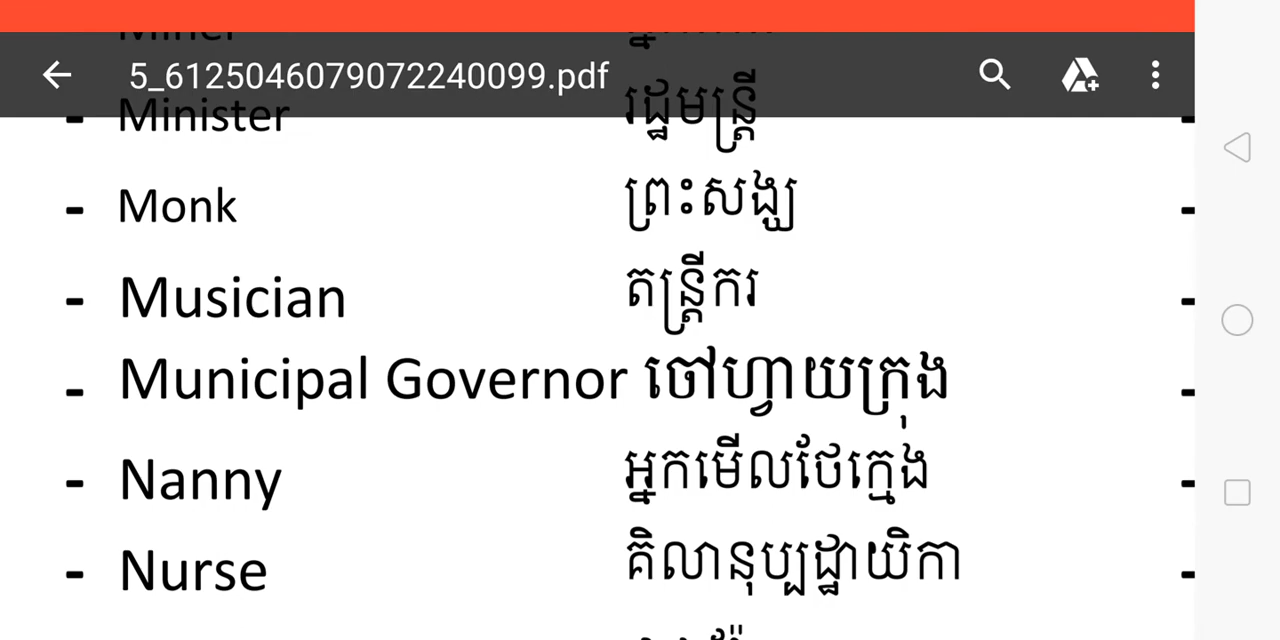 Miner
5_6125046079072240099.pdf
- Minister រដ្ឋមន្ត្រី -
- Monk ព្រះសង្ឃ -
- Musician តន្ត្រីករ -
- Municipal Governor ចៅហ្វាយក្រុង -
- Nanny អ្នកមើលថែក្មេង -
- Nurse គិលានុប្បដ្ឋាយិកា -